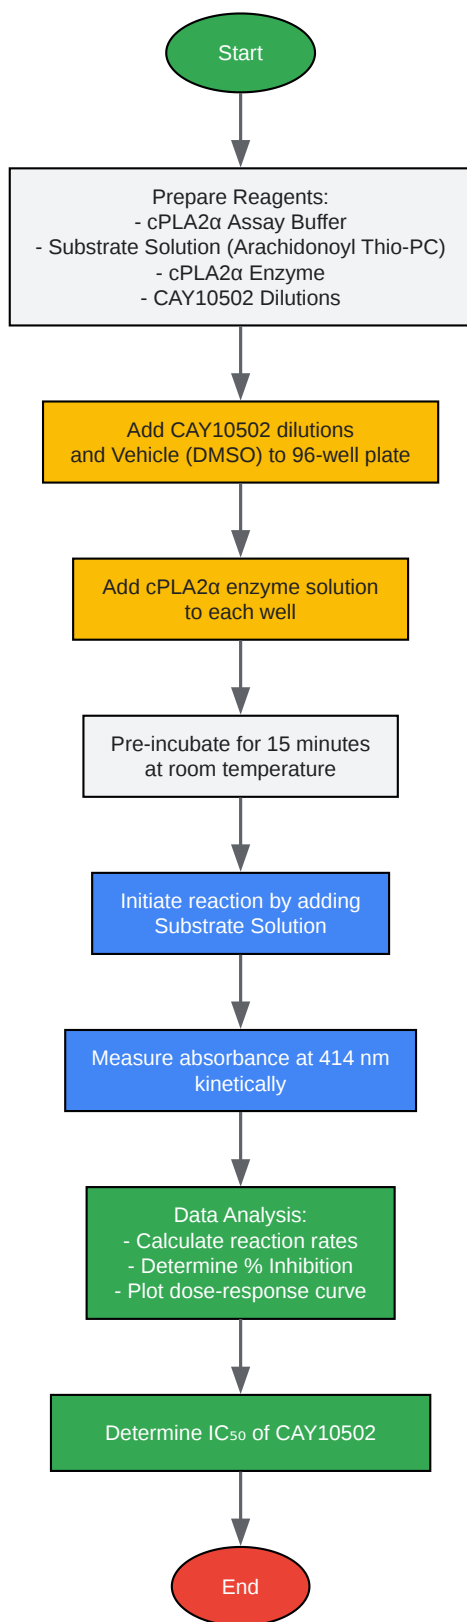 Start
Prepare Reagents:
- cPLA2α Assay Buffer
- Substrate Solution (Arachidonoyl Thio-PC)
- cPLA2α Enzyme
- CAY10502 Dilutions
Add CAY10502 dilutions
and Vehicle (DMSO) to 96-well plate
Add cPLA2α enzyme solution
to each well
Pre-incubate for 15 minutes
at room temperature
Initiate reaction by adding
Substrate Solution
Measure absorbance at 414 nm
kinetically
Data Analysis:
- Calculate reaction rates
- Determine % Inhibition
- Plot dose-response curve
Determine IC₅₀ of CAY10502
End